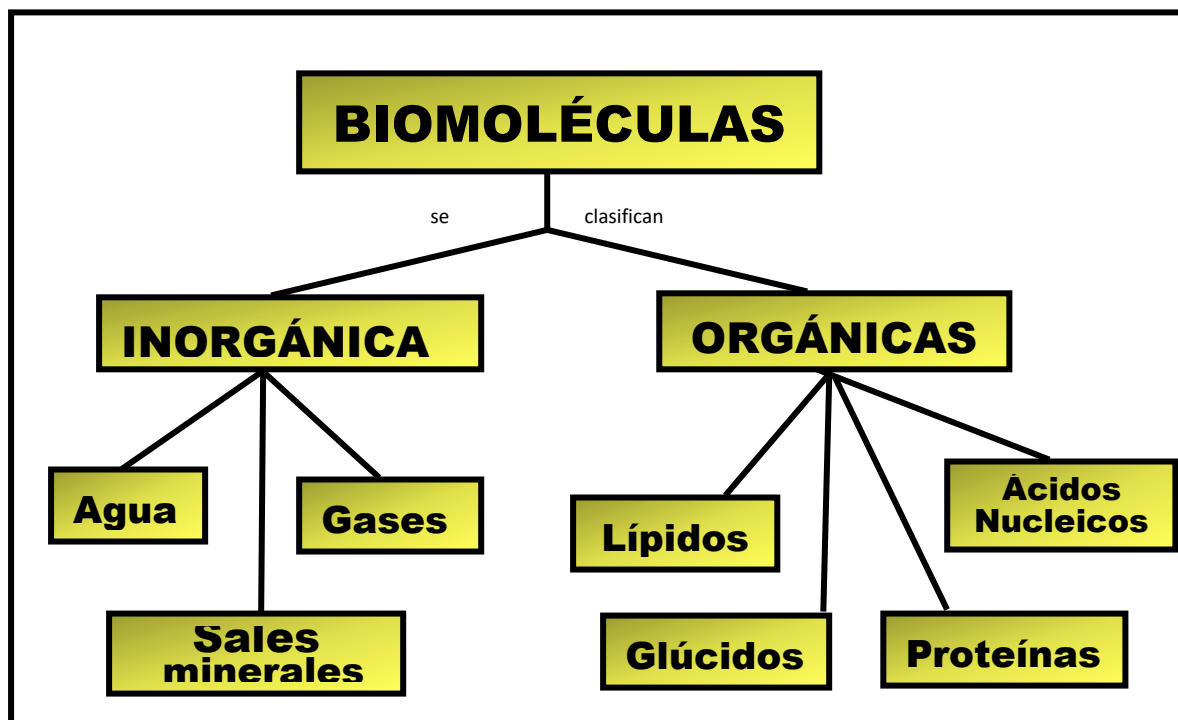 BIOMOLÉCULAS
se clasifican
INORGÁNICA
ORGÁNICAS
Agua
Gases
Sales
minerales
Lípidos
Glúcidos
Proteínas
Ácidos
Nucleicos